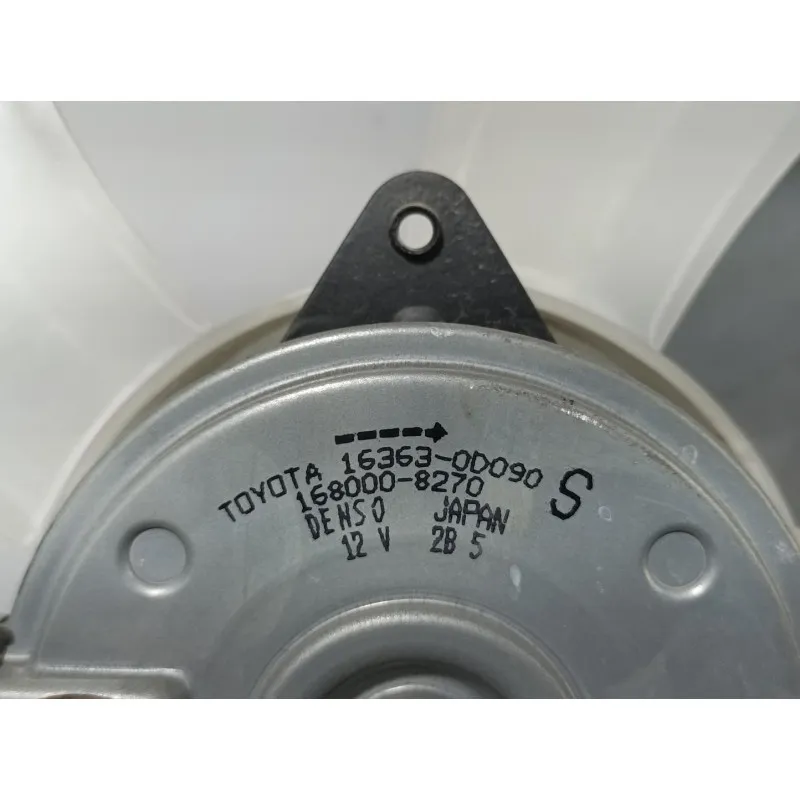 TOYOTA 16363-0D090
168000-8270 S
DENSO JAPAN
12 V 2B 5